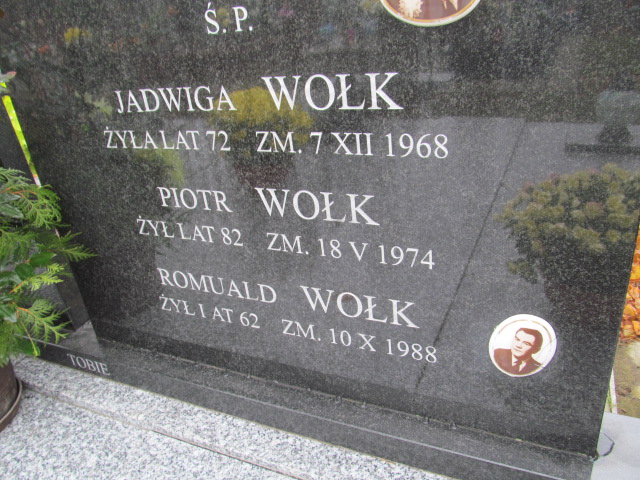 Ś. P.
JADWIGA WOŁK
ŻYŁA LAT 72 ZM. 7 XII 1968
PIOTR WOŁK
ŻYŁ LAT 82 ZM. 18 V 1974
ROMUALD WOŁK
ŻYŁ LAT 62 ZM. 10 X 1988
TOBIE